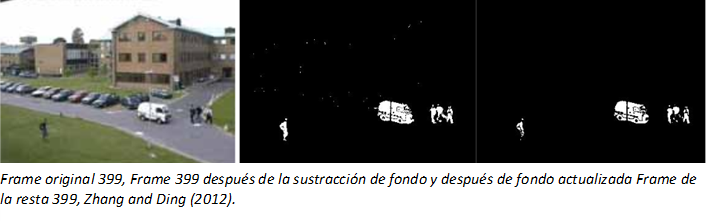 Frame original 399, Frame 399 después de la sustracción de fondo y después de fondo actualizada Frame de
la resta 399, Zhang and Ding (2012).